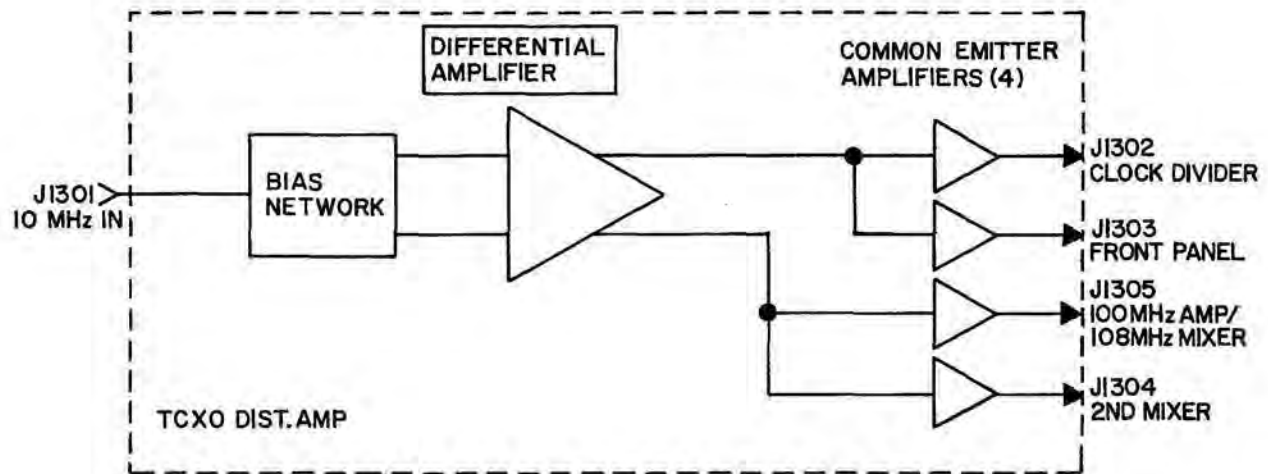 DIFFERENTIAL
AMPLIFIER
COMMON EMITTER
AMPLIFIERS (4)
J1301
10 MHz IN
BIAS
NETWORK
J1302
CLOCK DIVIDER
J1303
FRONT PANEL
J1305
100MHz AMP/
108MHz MIXER
J1304
2ND MIXER
TCXO DIST. AMP